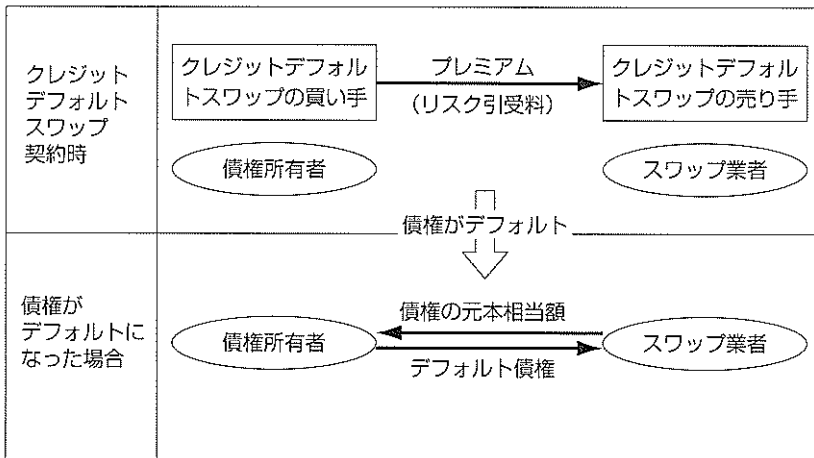 クレジット
デフォルト
スワップ
契約時
クレジットデフォル
トスワップの買い手
プレミアム
(リスク引受料)
クレジットデフォル
トスワップの売り手
債権所有者
スワップ業者
債権がデフォルト
債権が
デフォルトに
なった場合
債権所有者
債権の元本相当額
デフォルト債権
スワップ業者